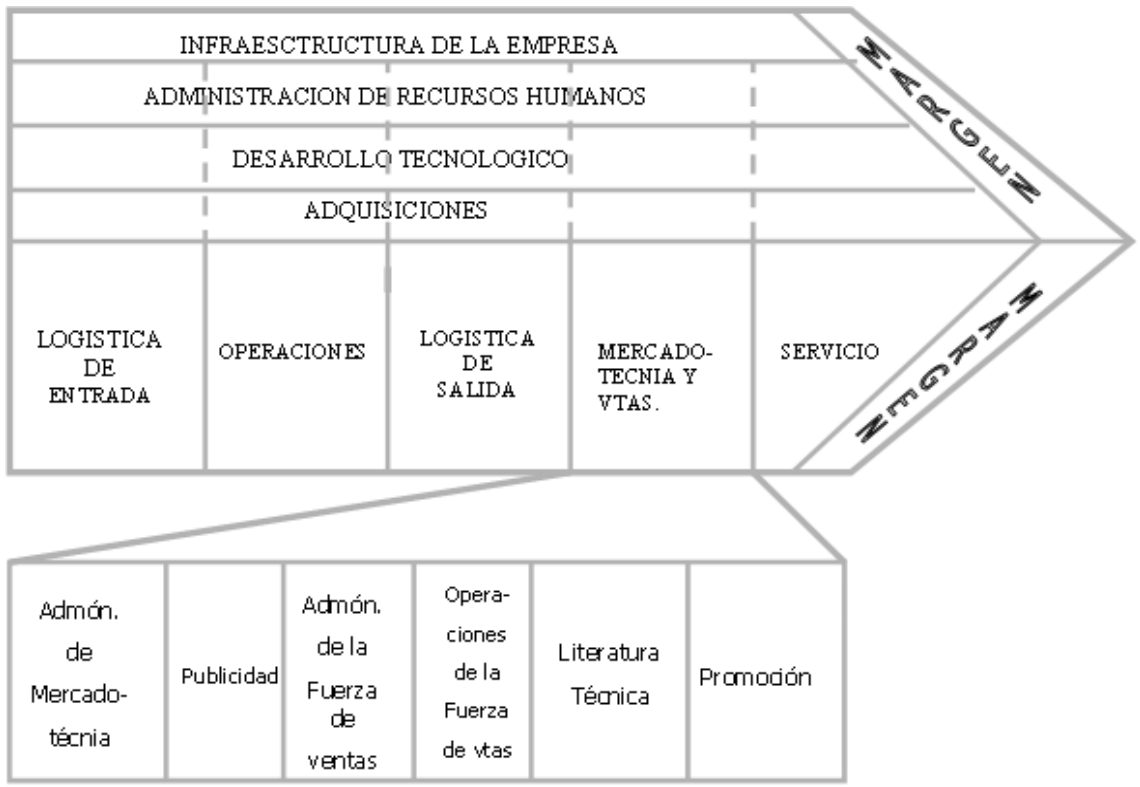 INFRAESCTRUCTURA DE LA EMPRESA
ADMINISTRACION DE RECURSOS HUMANOS
DESARROLLO TECNOLOGICO
ADQUISICIONES
MARGEN
LOGISTICA
DE
ENTRADA
OPERACIONES
LOGISTICA
DE
SALIDA
MERCADO-
TECNIA Y
VTAS.
SERVICIO
MARGEN
Admón.
de
Mercado-
técnia
Publicidad
Admón.
de la
Fuerza
de
ventas
Opera-
ciones
de la
Fuerza
de vtas
Literatura
Técnica
Promoción